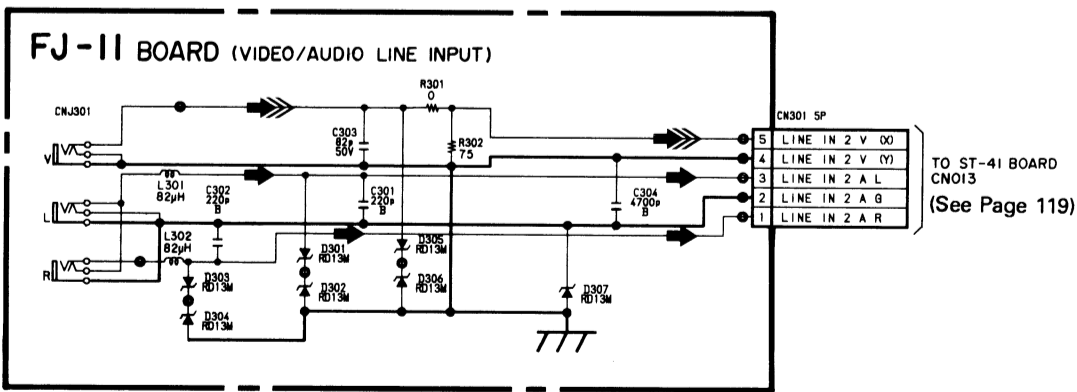 FJ-11 BOARD (VIDEO/AUDIO LINE INPUT)
CNJ301
V
L
R
R301
0
C303
82p
50V
R302
75
L301
82μH
C302
220p
B
C301
220p
B
C304
4700p
B
L302
82μH
D301
RD13M
D305
RD13M
D303
RD13M
D302
RD13M
D306
RD13M
D307
RD13M
D304
RD13M
CN301 5P
5 LINE IN 2 V (X)
4 LINE IN 2 V (Y)
3 LINE IN 2 A L
2 LINE IN 2 A G
1 LINE IN 2 A R
TO ST-41 BOARD
CN013
(See Page 119)